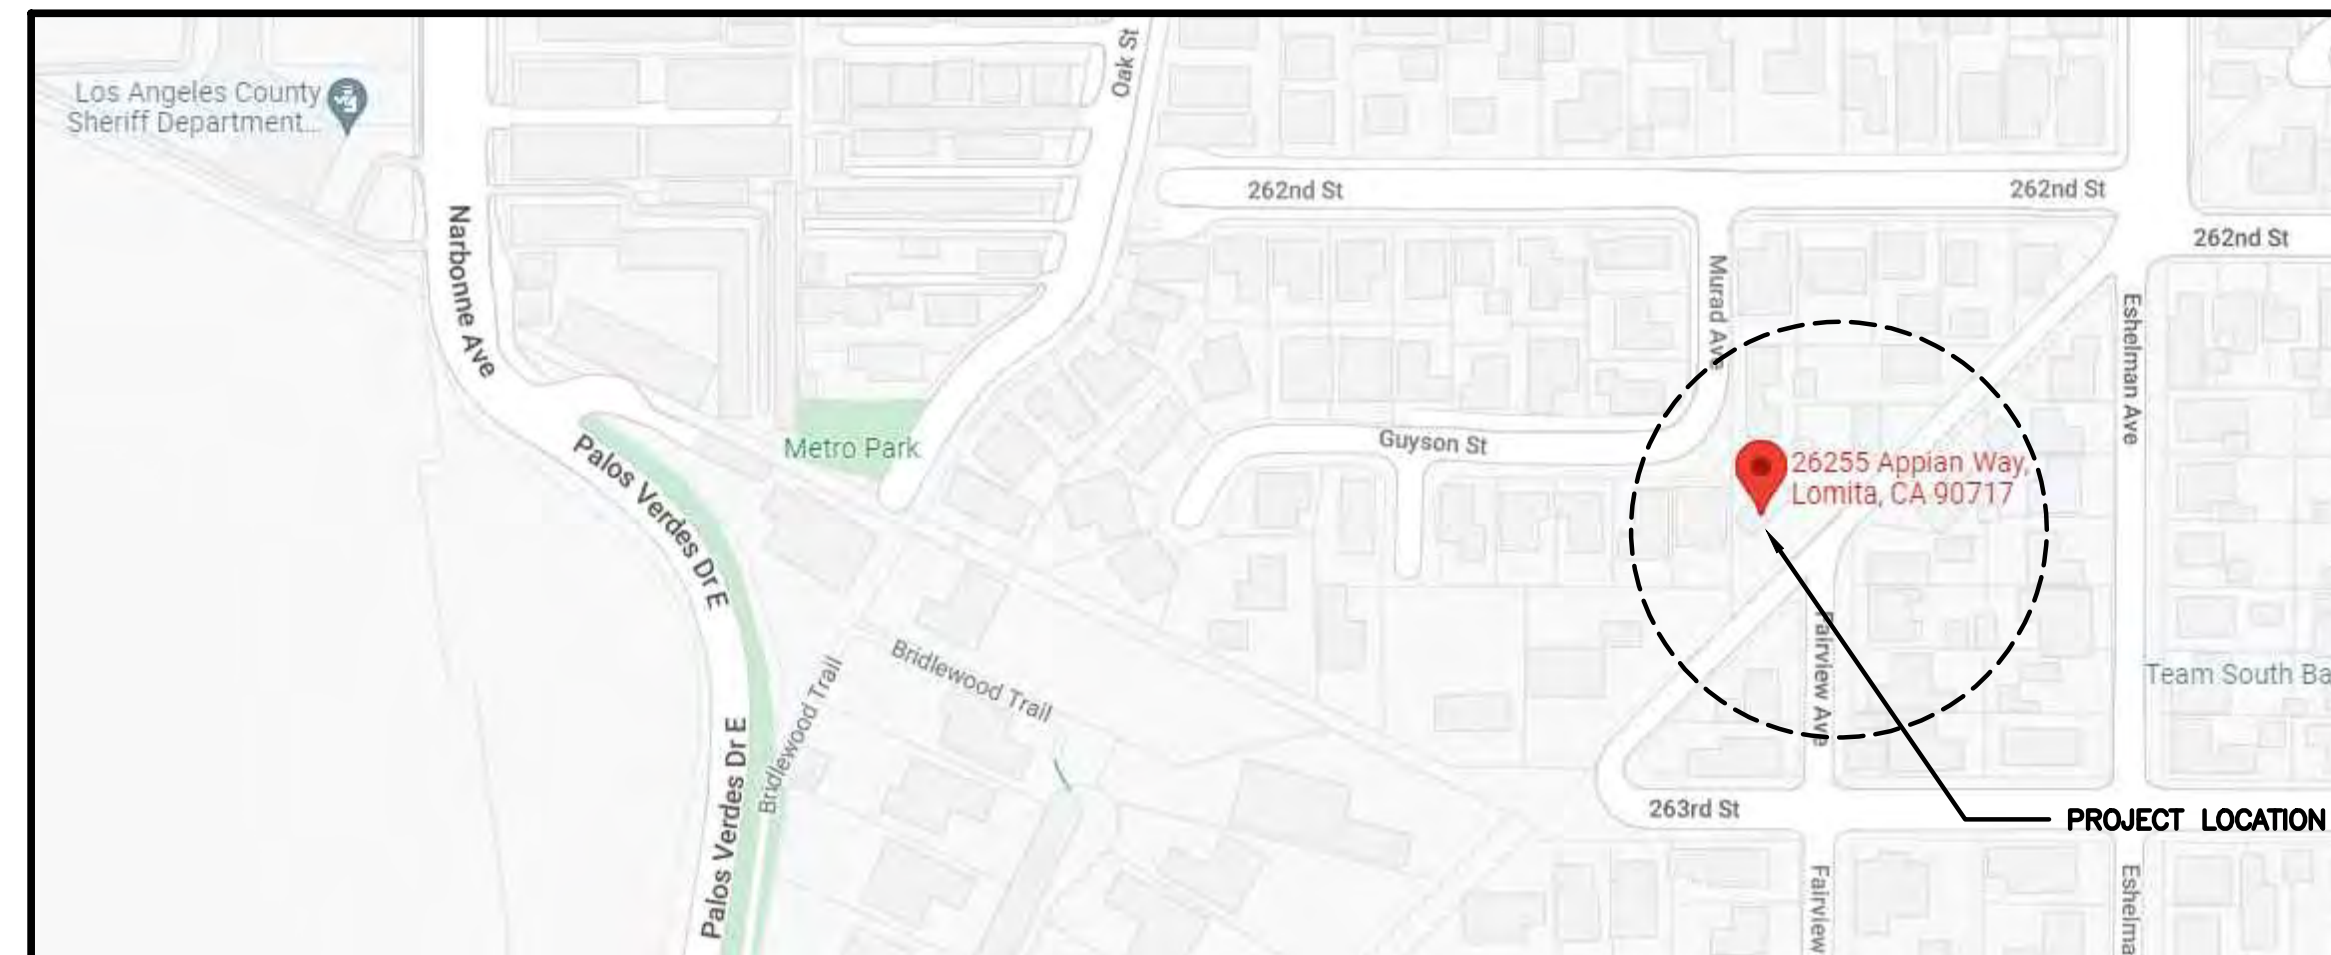 Oak St
Los Angeles County
Sheriff Department...
262nd St
262nd St
262nd St
Narbonne Ave
Murad Ave
Eshelman Ave
Metro Park
Guyson St
26255 Appian Way,
Lomita, CA 90717
Palos Verdes Dr E
Fairview Ave
Bridlewood Trail
Bridlewood Trail
Team South Ba
Palos Verdes Dr E
263rd St
PROJECT LOCATION
Fairview
Eshelma